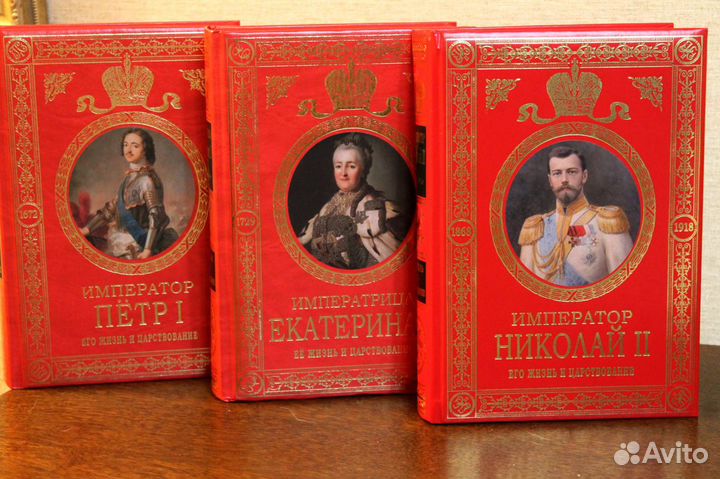 1672
ИМПЕРАТОР
ПЁТР I
ЕГО ЖИЗНЬ И ЦАРСТВОВАНИЕ
1729
ИМПЕРАТРИЦА
ЕКАТЕРИНА
ЕЁ ЖИЗНЬ И ЦАРСТВОВАНИЕ
1868
1918
ИМПЕРАТОР
НИКОЛАЙ II
ЕГО ЖИЗНЬ И ЦАРСТВОВАНИЕ
Avito